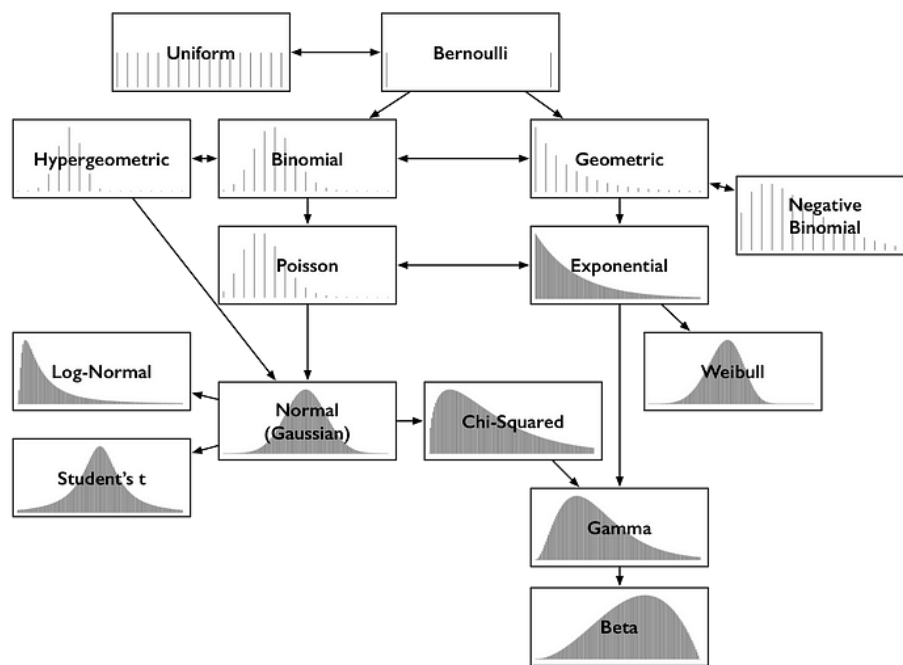 Uniform
Bernoulli
Hypergeometric
Binomial
Geometric
Negative
Binomial
Poisson
Exponential
Log-Normal
Weibull
Normal
(Gaussian)
Chi-Squared
Student's t
Gamma
Beta